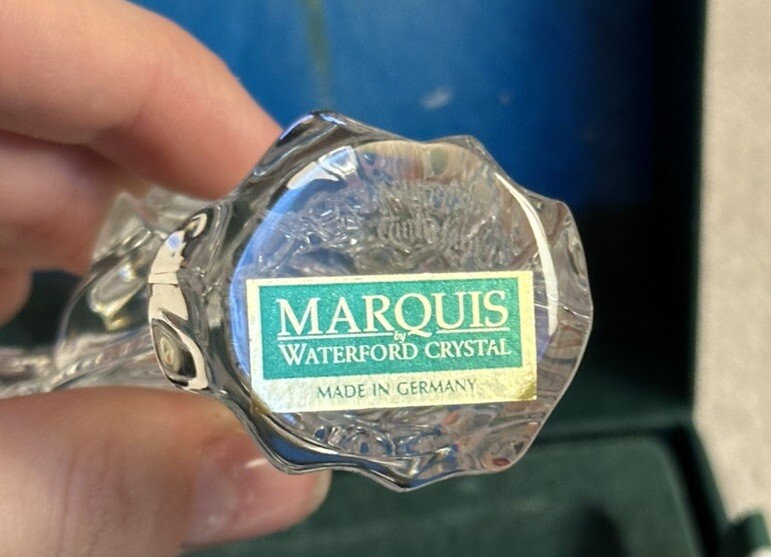 MARQUIS
by
WATERFORD CRYSTAL
MADE IN GERMANY